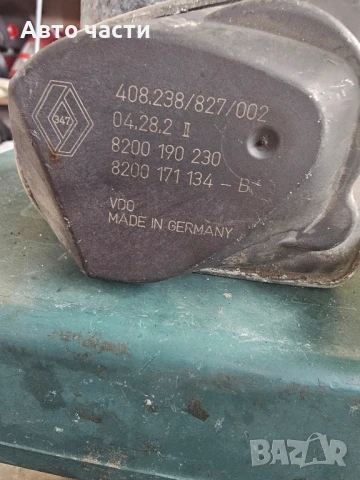 Авто части
347
408.238/827/002
04.28.2 II
8200 190 230
8200 171 134 - B
VDO
MADE IN GERMANY
BAZAR